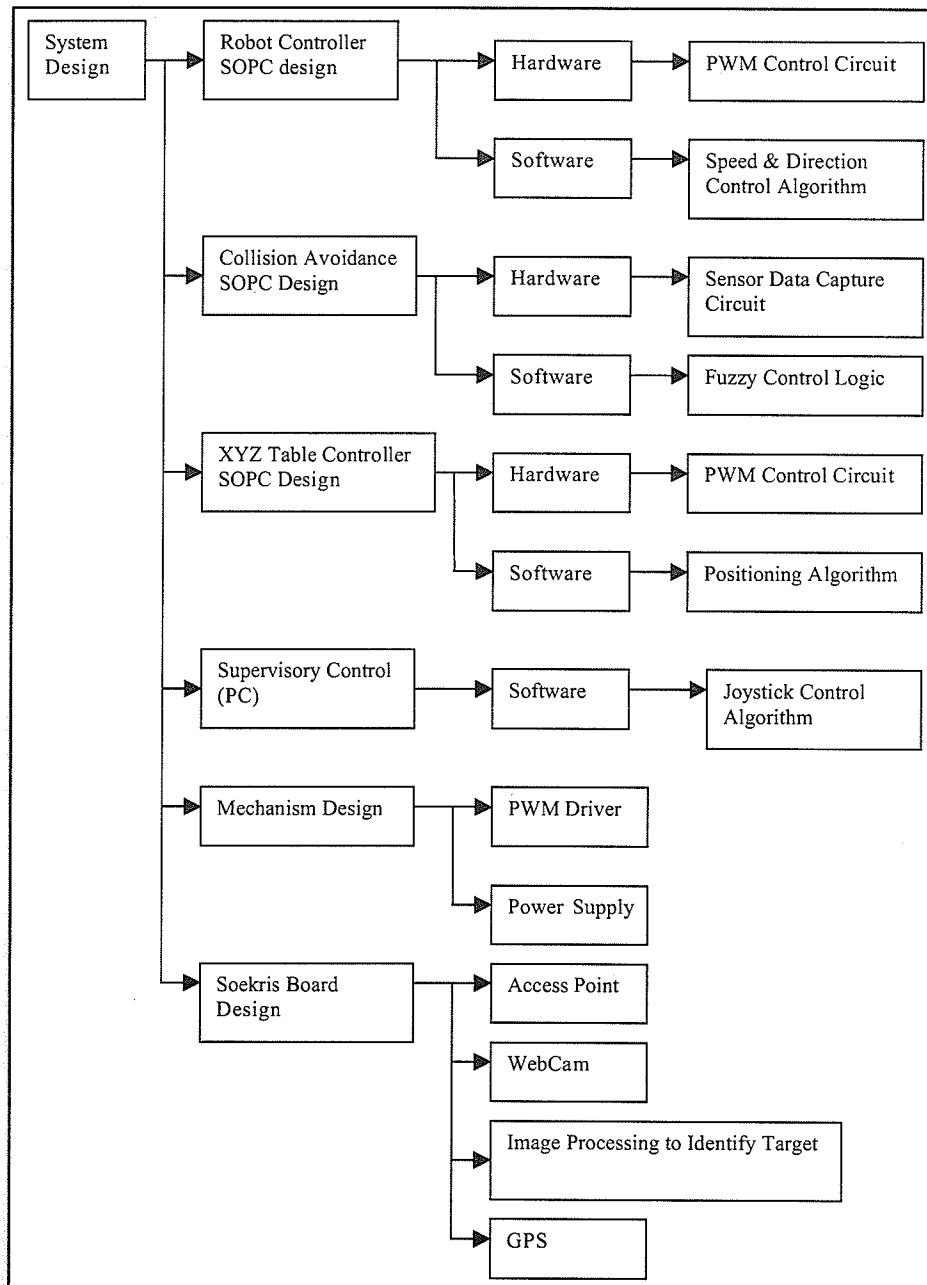 System
Design
Robot Controller
SOPC design
Hardware
PWM Control Circuit
Software
Speed & Direction
Control Algorithm
Collision Avoidance
SOPC Design
Hardware
Sensor Data Capture
Circuit
Software
Fuzzy Control Logic
XYZ Table Controller
SOPC Design
Hardware
PWM Control Circuit
Software
Positioning Algorithm
Supervisory Control
(PC)
Software
Joystick Control
Algorithm
Mechanism Design
PWM Driver
Power Supply
Soekris Board
Design
Access Point
WebCam
Image Processing to Identify Target
GPS